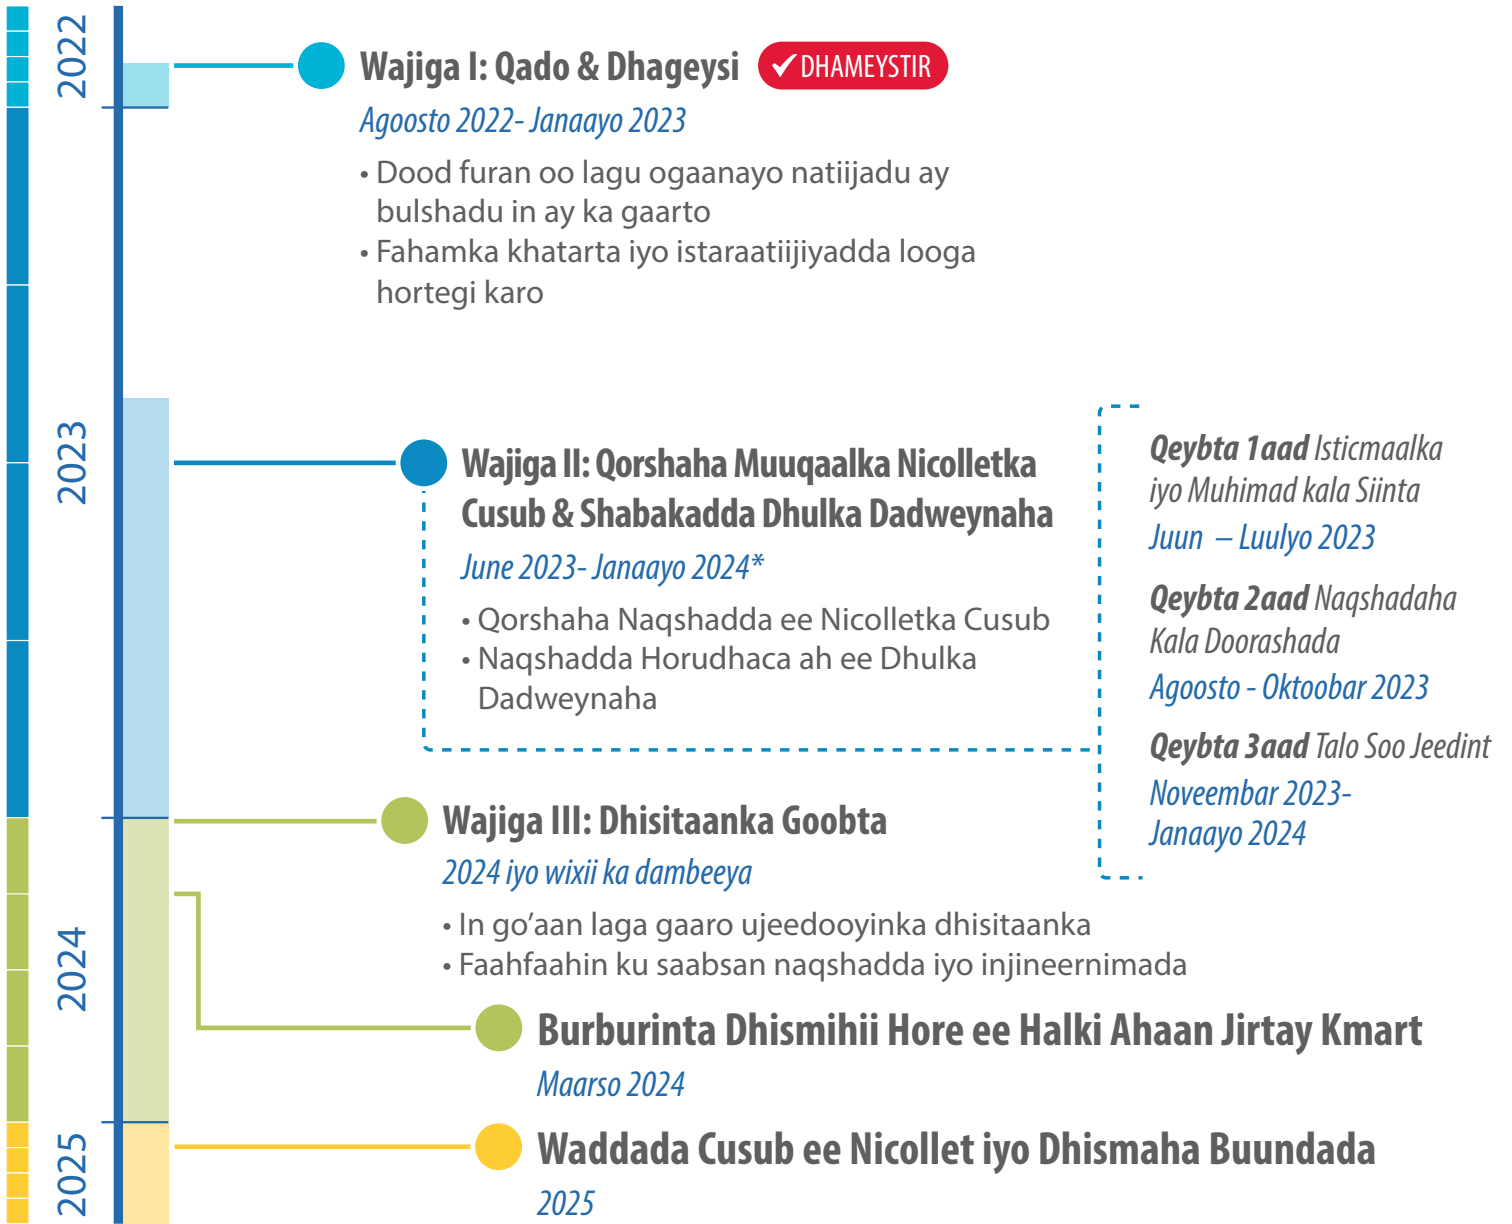 2022
Wajiga I: Qado & Dhageysi
DHAMEYSTIR
Agoosto 2022- Janaayo 2023
• Dood furan oo lagu ogaanayo natiijadu ay
bulshadu in ay ka gaarto
• Fahamka khatarta iyo istaraatiijiyadda looga
hortegi karo
2023
Wajiga II: Qorshaha Muuqaalka Nicolletka
Cusub & Shabakadda Dhulka Dadweynaha
June 2023- Janaayo 2024*
• Qorshaha Naqshadda ee Nicolletka Cusub
• Naqshadda Horudhaca ah ee Dhulka
Dadweynaha
Qeybta 1aad Isticmaalka
iyo Muhimad kala Siinta
Juun – Luulyo 2023
Qeybta 2aad Naqshadaha
Kala Doorashada
Agoosto - Oktoobar 2023
Qeybta 3aad Talo Soo Jeedint
Noveembar 2023-
Janaayo 2024
2024
Wajiga III: Dhisitaanka Goobta
2024 iyo wixii ka dambeeya
• In go’aan laga gaaro ujeedooyinka dhisitaanka
• Faahfaahin ku saabsan naqshadda iyo injineernimada
Burburinta Dhismihii Hore ee Halki Ahaan Jirtay Kmart
Maarso 2024
2025
Waddada Cusub ee Nicollet iyo Dhismaha Buundada
2025